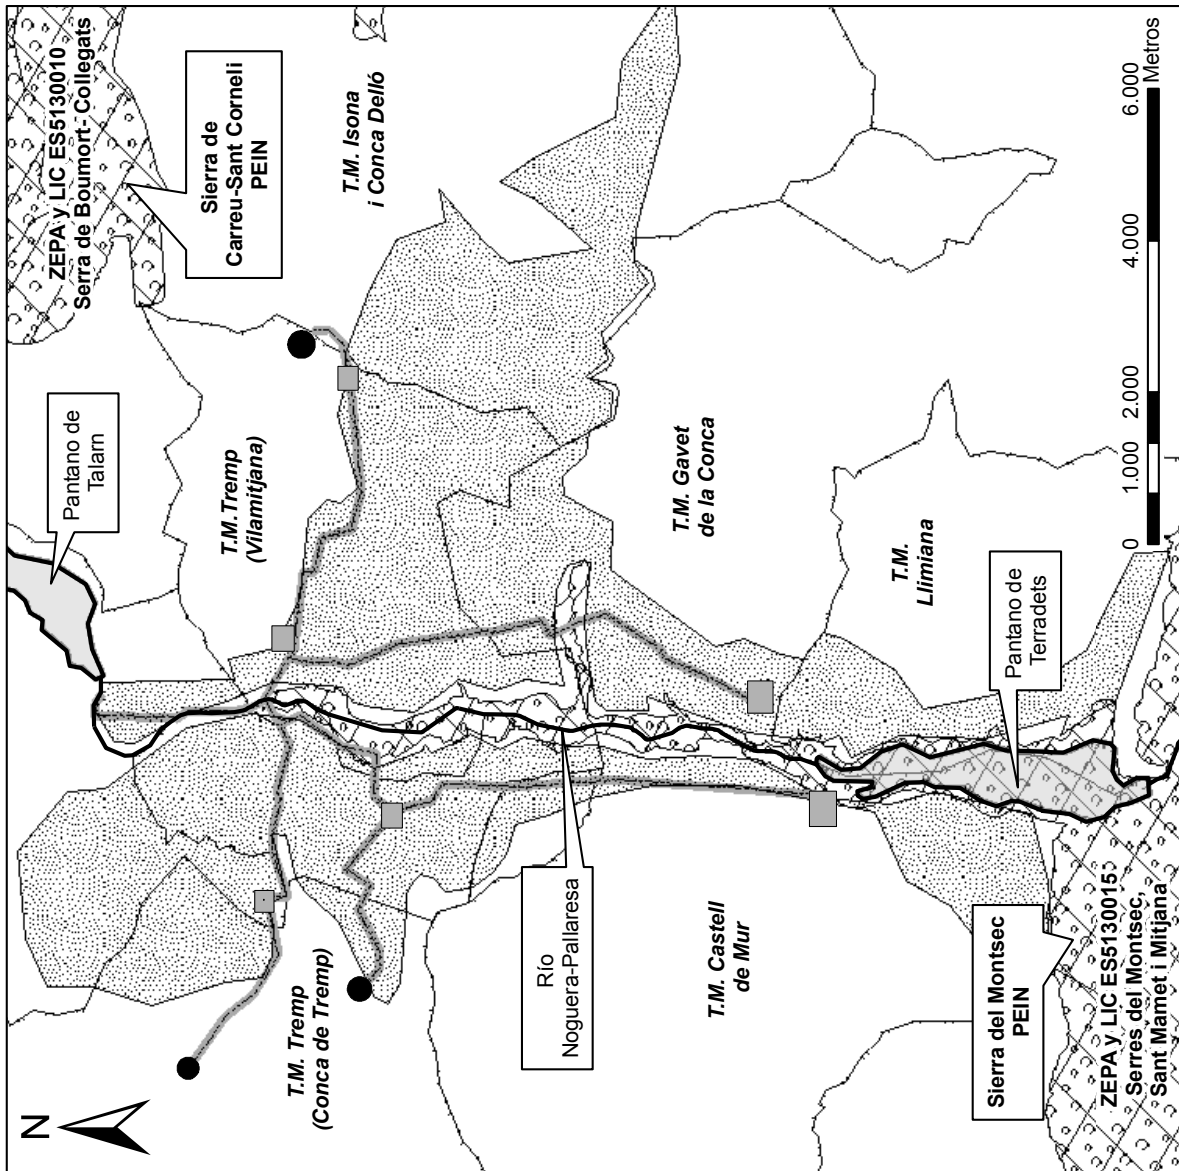 ZEPA y LIC ES5130010
Serra de Boumort-Collegats
Sierra de
Carreu-Sant Corneli
PEIN
T.M. Isona
i Conca Delló
Pantano de
Talarn
T.M. Tremp
(Vilamitjana)
T.M. Gavet
de la Conca
T.M.
Llimiana
Pantano de
Terradets
Río
Noguera-Pallaresa
T.M. Tremp
(Conca de Tremp)
T.M. Castell
de Mur
Sierra del Montsec
PEIN
ZEPA y LIC ES5130015
Serres del Montsec,
Sant Mamet i Mitjana
N
0 1.000 2.000 4.000 6.000
Metros